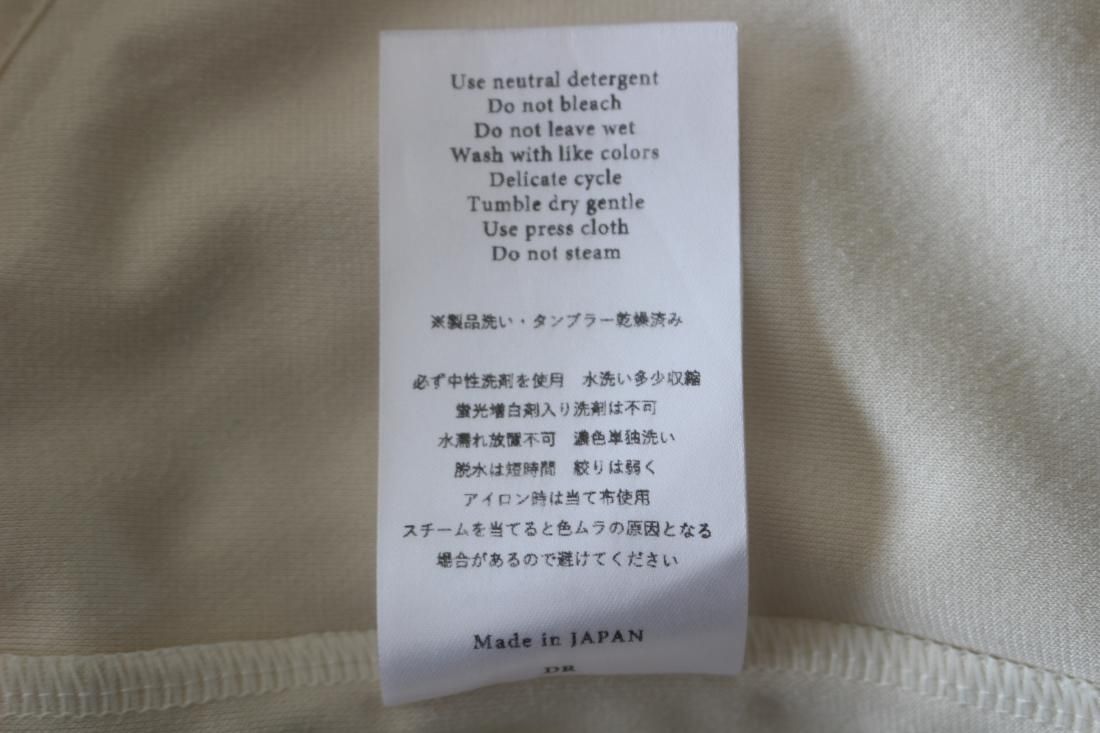 Use neutral detergent
Do not bleach
Do not leave wet
Wash with like colors
Delicate cycle
Tumble dry gentle
Use press cloth
Do not steam
※製品洗い・タンブラー乾燥済み
必ず中性洗剤を使用 水洗い多少収縮
蛍光増白剤入り洗剤は不可
水濡れ放置不可 濃色単独洗い
脱水は短時間 絞りは弱く
アイロン時は当て布使用
スチームを当てると色ムラの原因となる
場合があるので避けてください
Made in JAPAN
DR